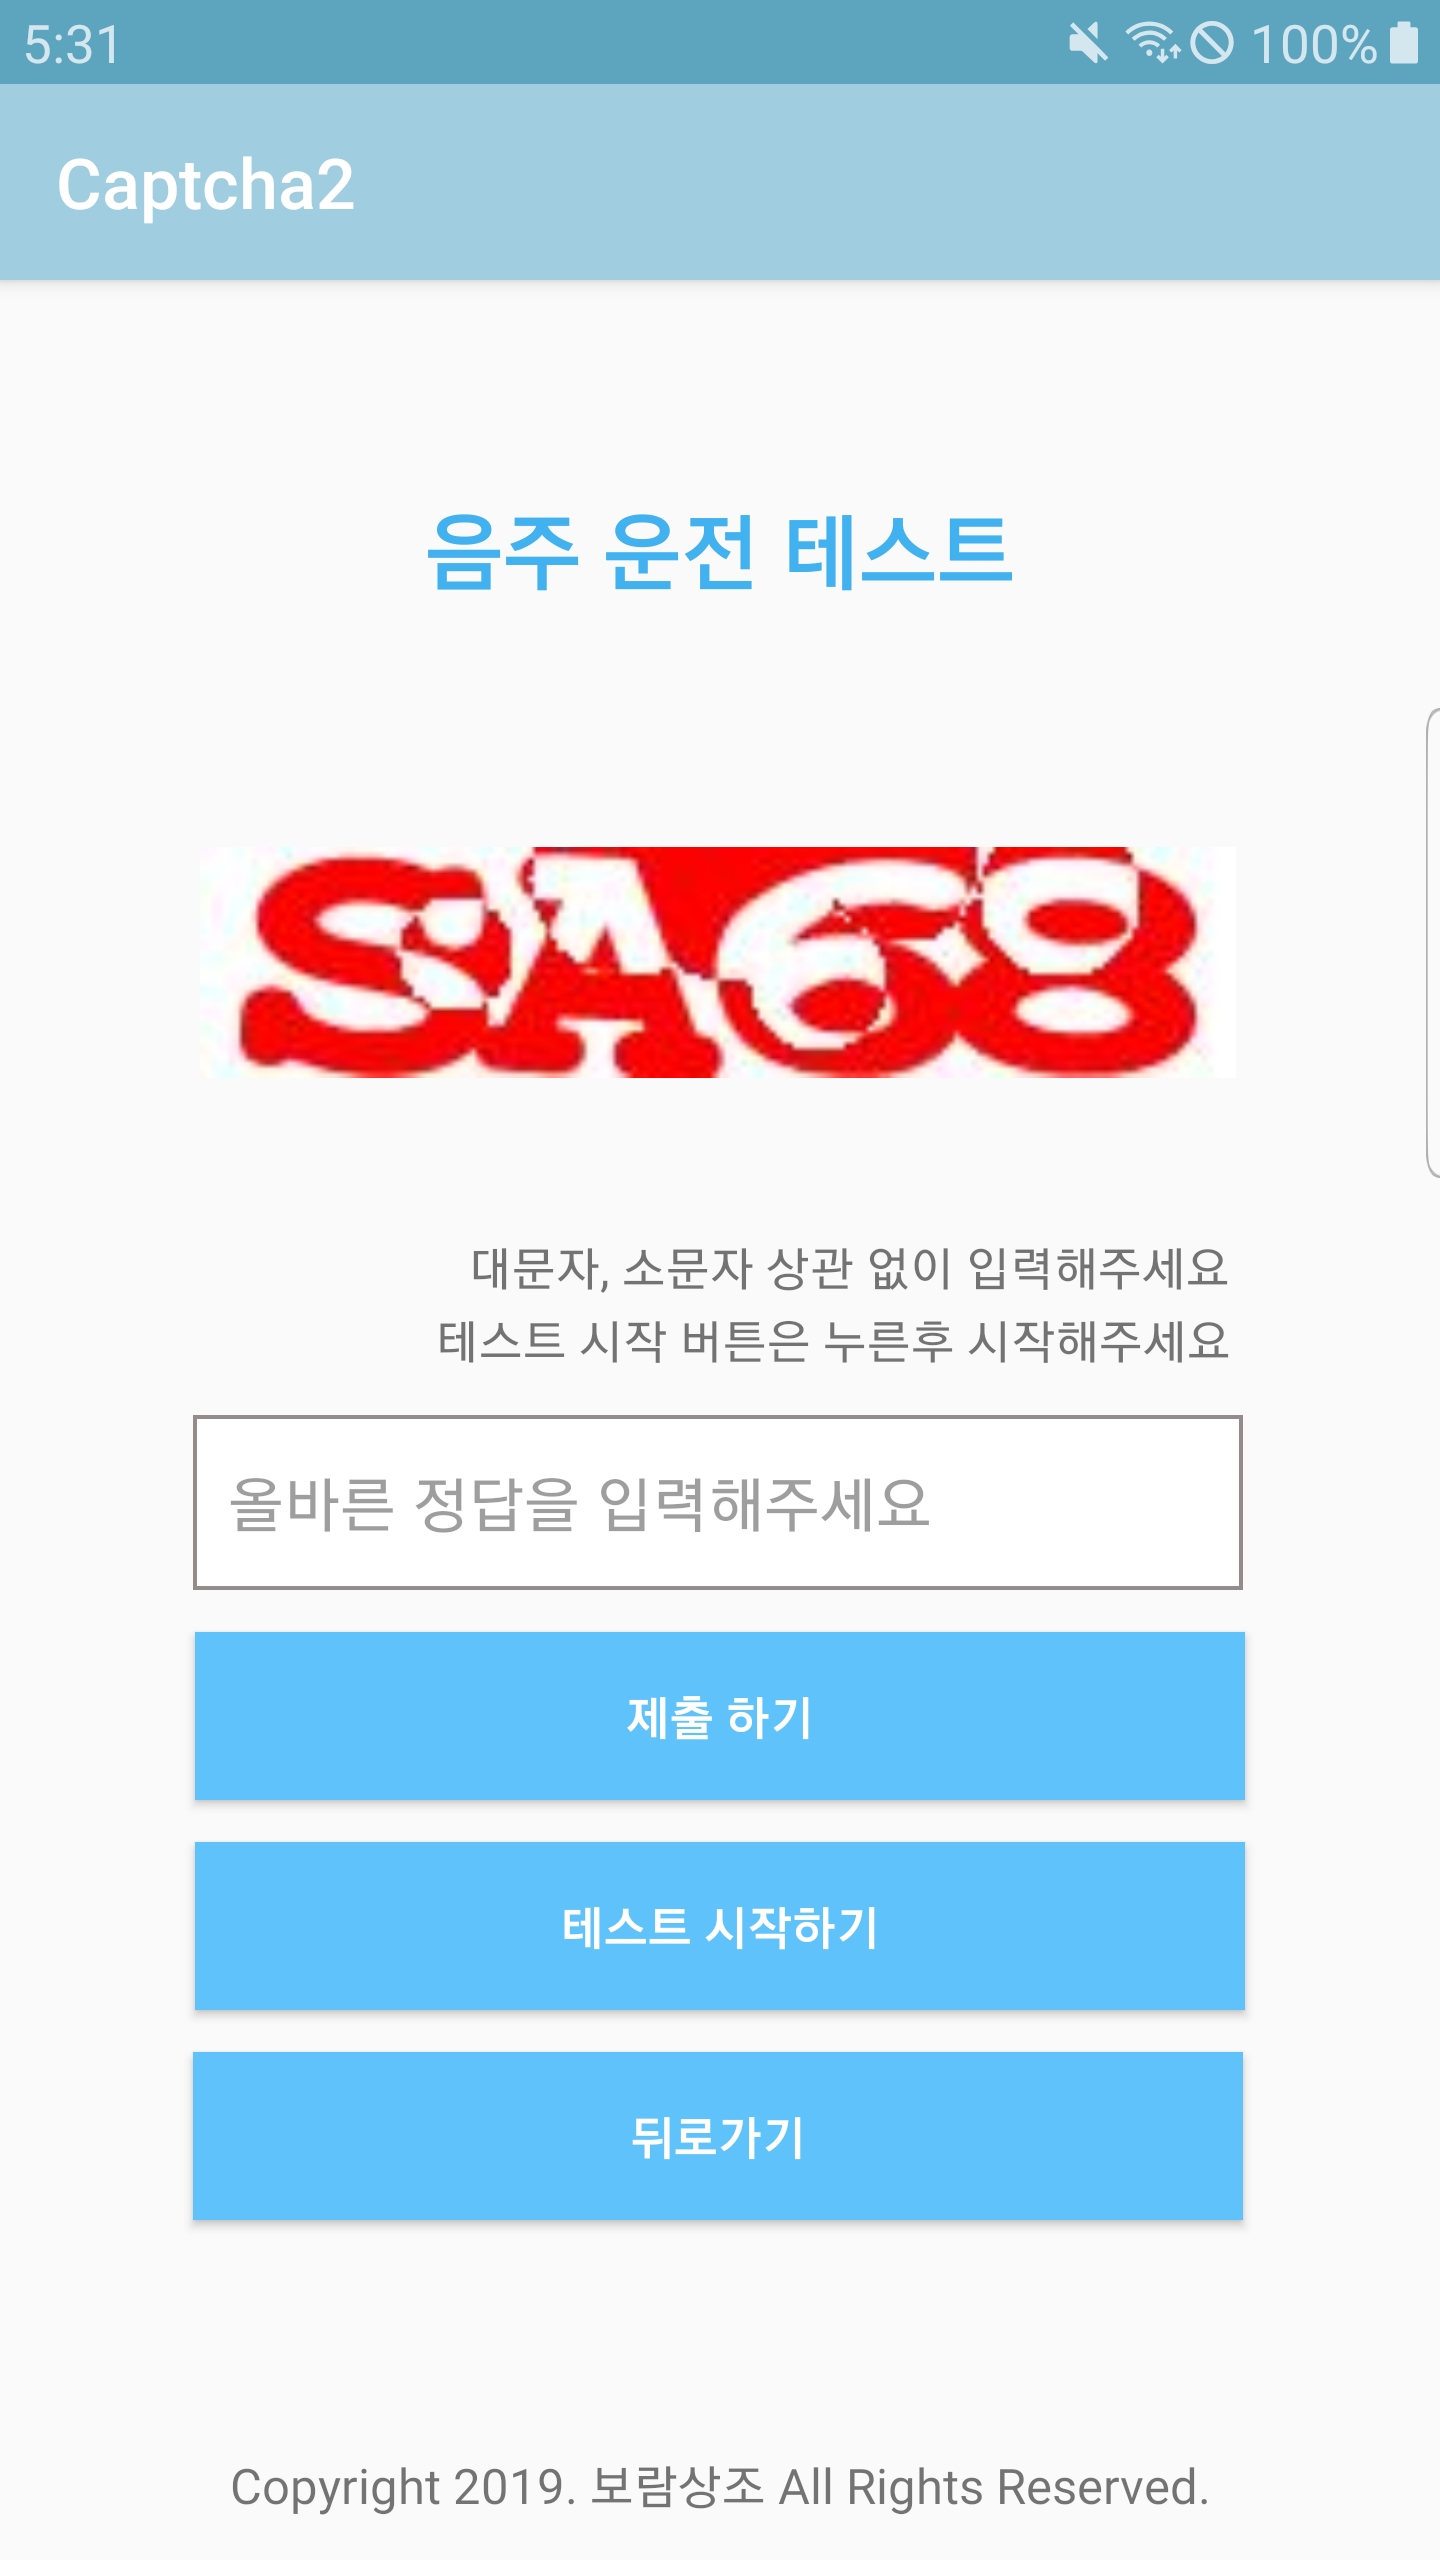 5:31
100%
Captcha2
음주 운전 테스트
SA68
대문자, 소문자 상관 없이 입력해주세요
테스트 시작 버튼은 누른후 시작해주세요
올바른 정답을 입력해주세요
제출 하기
테스트 시작하기
뒤로가기
Copyright 2019. 보람상조 All Rights Reserved.